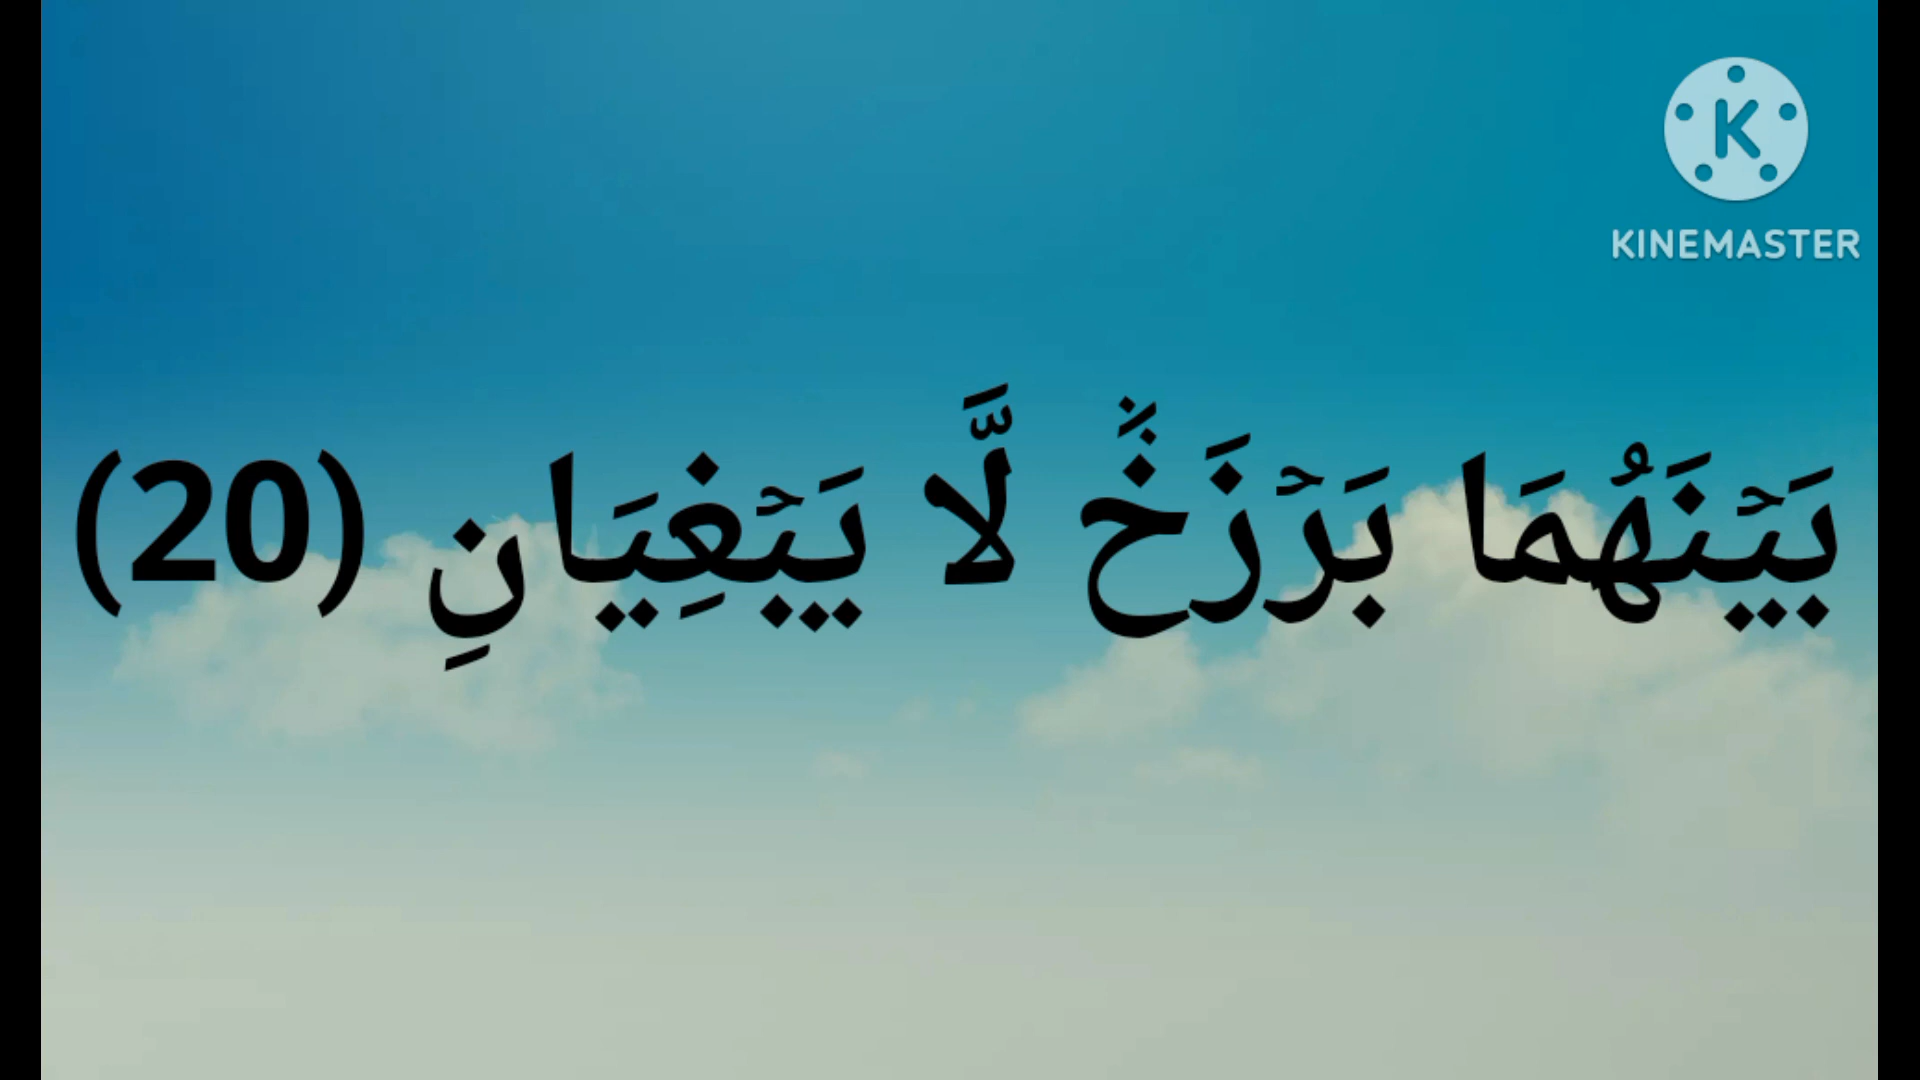 K
KINEMASTER
بَيۡنَهُمَا بَرۡزَخٞ لَّا يَبۡغِيَانِ (20)